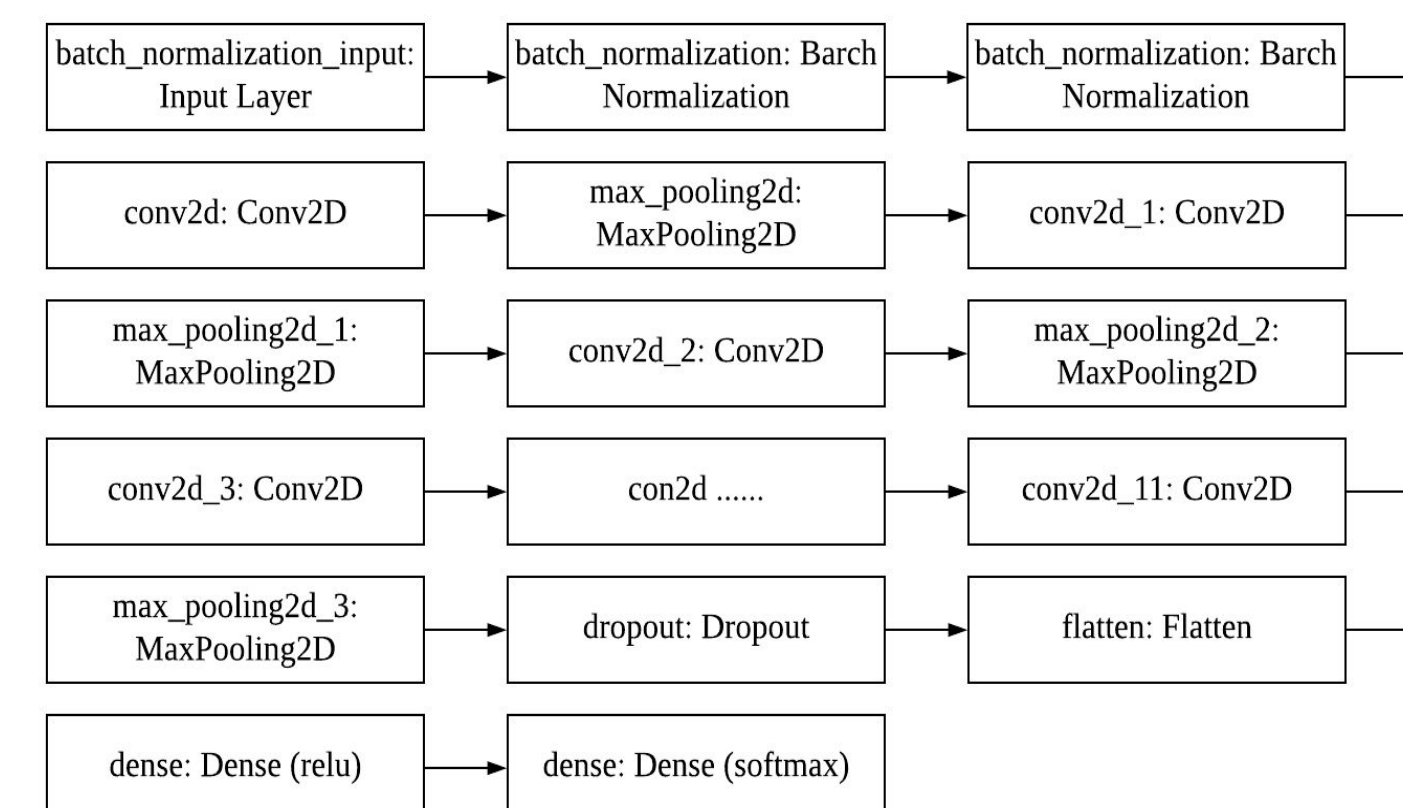 batch_normalization_input:
Input Layer
batch_normalization: Barch
Normalization
batch_normalization: Barch
Normalization
conv2d: Conv2D
max_pooling2d:
MaxPooling2D
conv2d_1: Conv2D
max_pooling2d_1:
MaxPooling2D
conv2d_2: Conv2D
max_pooling2d_2:
MaxPooling2D
conv2d_3: Conv2D
con2d ......
conv2d_11: Conv2D
max_pooling2d_3:
MaxPooling2D
dropout: Dropout
flatten: Flatten
dense: Dense (relu)
dense: Dense (softmax)